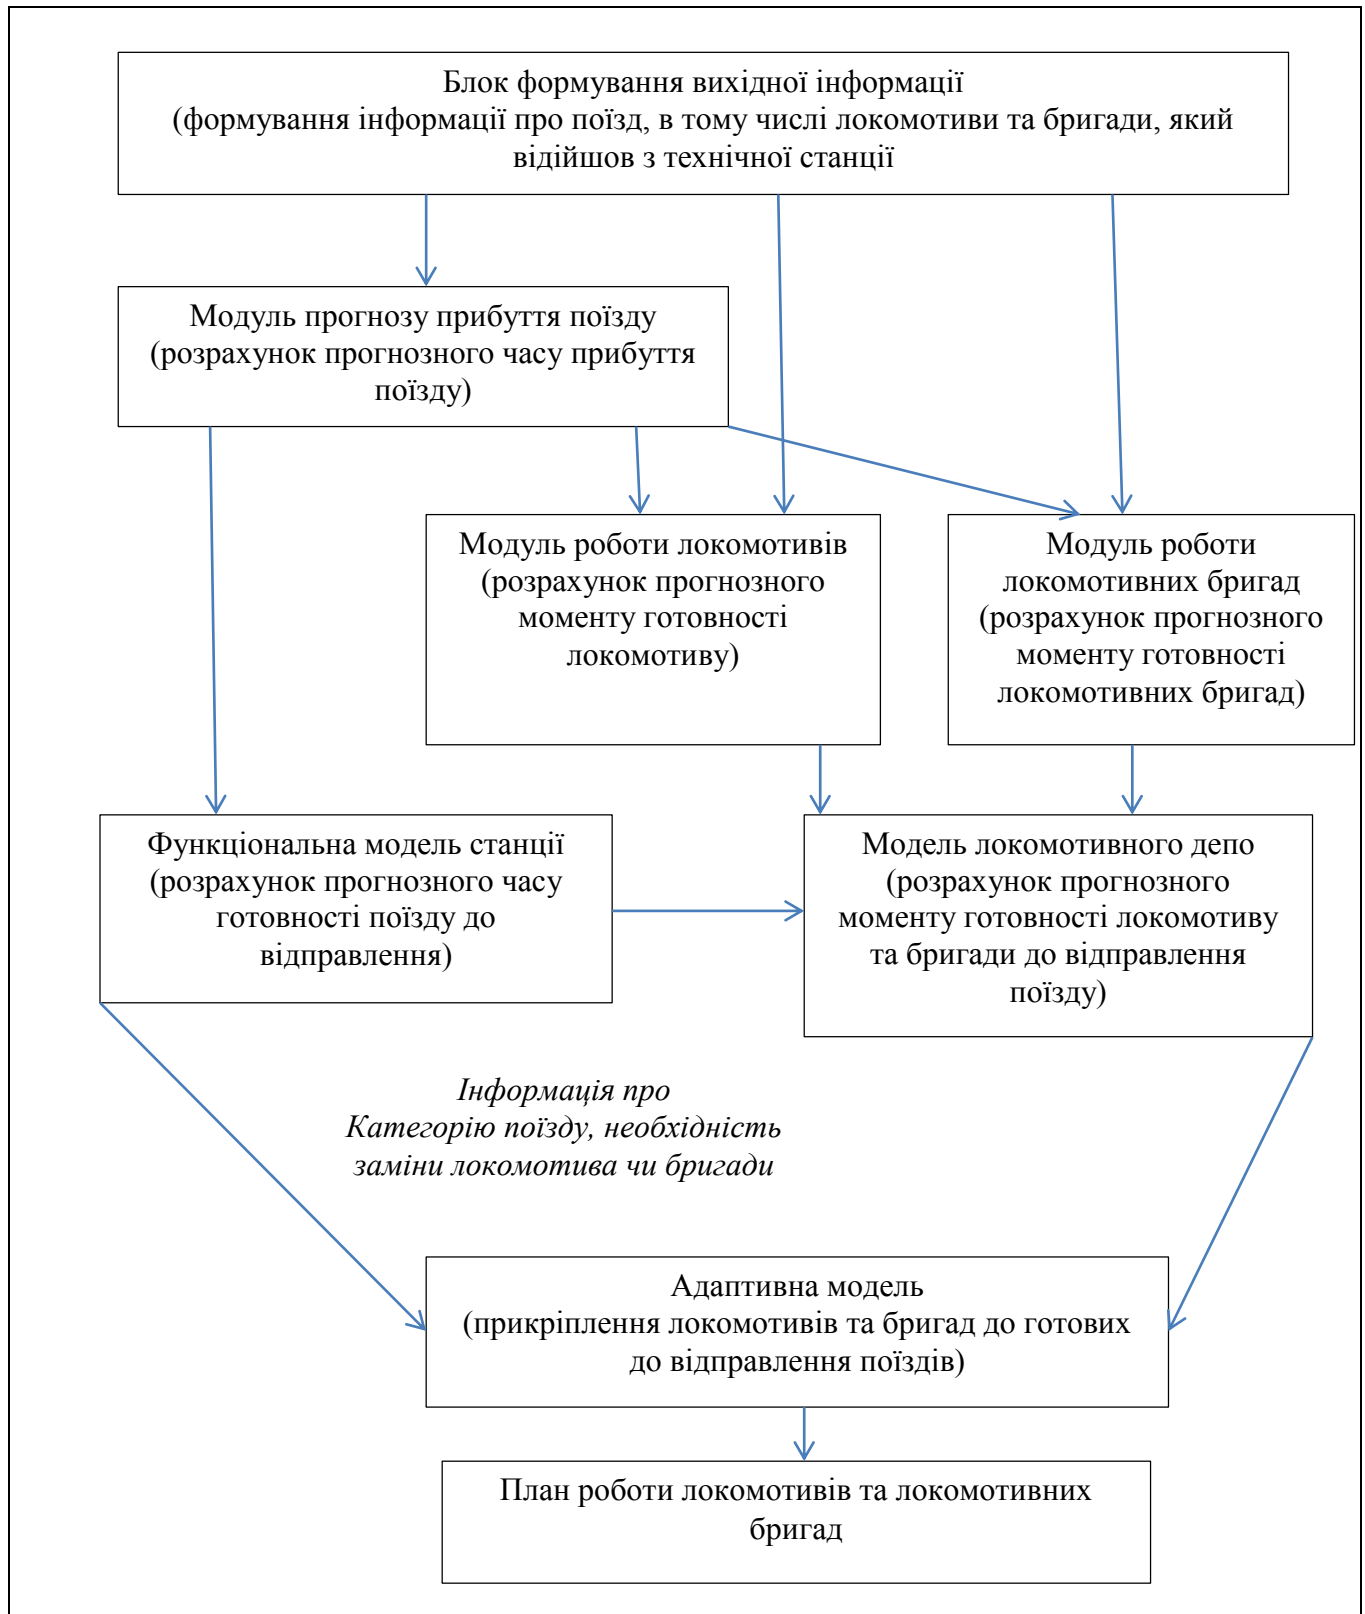 Блок формування вихідної інформації
(формування інформації про поїзд, в тому числі локомотиви та бригади, який
відійшов з технічної станції
Модуль прогнозу прибуття поїзду
(розрахунок прогнозного часу прибуття
поїзду)
Модуль роботи локомотивів
(розрахунок прогнозного
моменту готовності
локомотиву)
Модуль роботи
локомотивних бригад
(розрахунок прогнозного
моменту готовності
локомотивних бригад)
Функціональна модель станції
(розрахунок прогнозного часу
готовності поїзду до
відправлення)
Модель локомотивного депо
(розрахунок прогнозного
моменту готовності локомотиву
та бригади до відправлення
поїзду)
Інформація про
Категорію поїзду, необхідність
заміни локомотива чи бригади
Адаптивна модель
(прикріплення локомотивів та бригад до готових
до відправлення поїздів)
План роботи локомотивів та локомотивних
бригад